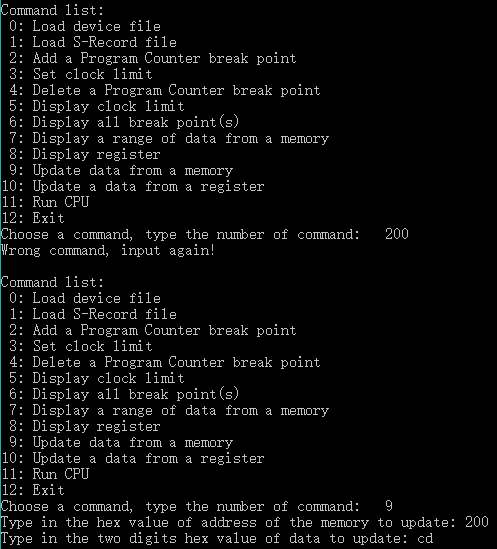 Command list:
 0: Load device file
 1: Load S-Record file
 2: Add a Program Counter break point
 3: Set clock limit
 4: Delete a Program Counter break point
 5: Display clock limit
 6: Display all break point(s)
 7: Display a range of data from a memory
 8: Display register
 9: Update data from a memory
10: Update a data from a register
11: Run CPU
12: Exit
Choose a command, type the number of command:   200
Wrong command, input again!

Command list:
 0: Load device file
 1: Load S-Record file
 2: Add a Program Counter break point
 3: Set clock limit
 4: Delete a Program Counter break point
 5: Display clock limit
 6: Display all break point(s)
 7: Display a range of data from a memory
 8: Display register
 9: Update data from a memory
10: Update a data from a register
11: Run CPU
12: Exit
Choose a command, type the number of command:   9
Type in the hex value of address of the memory to update: 200
Type in the two digits hex value of data to update: cd